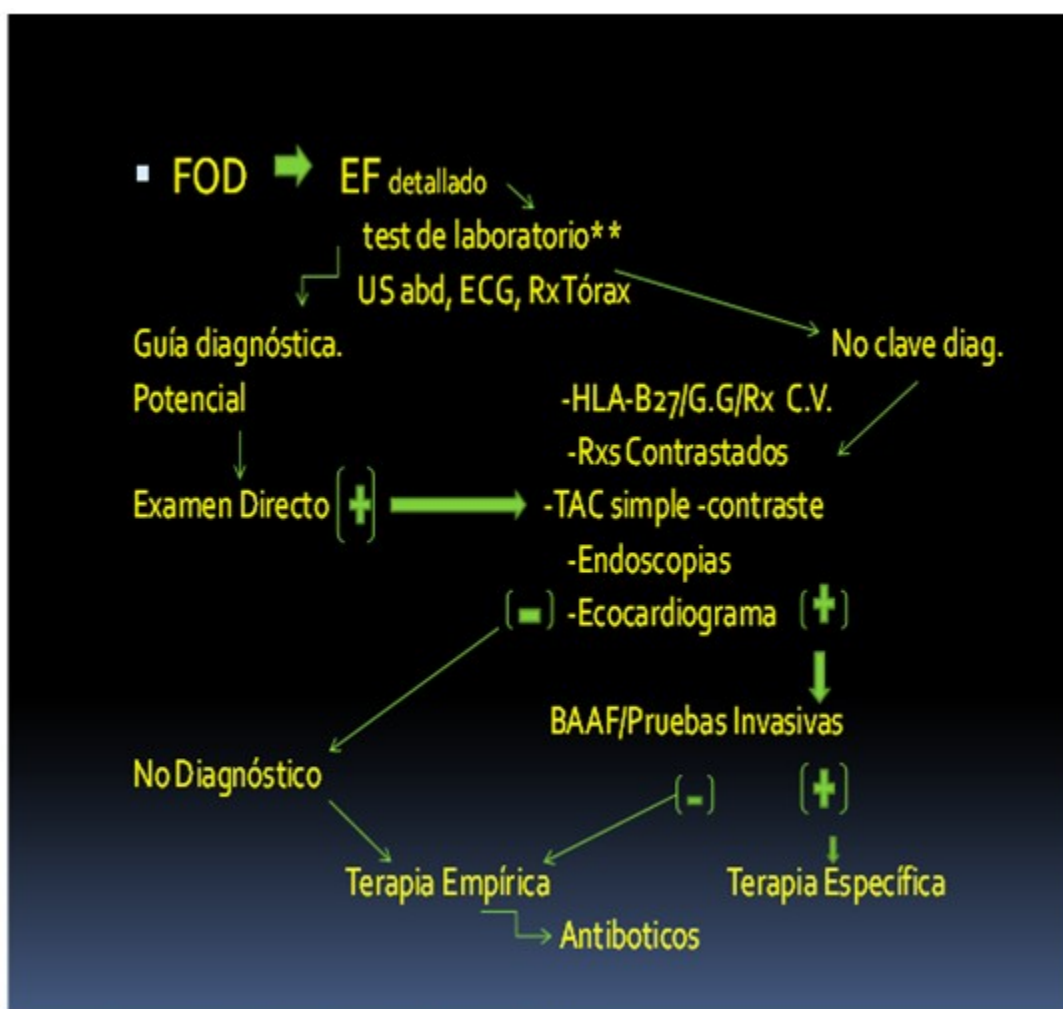 FOD EF detallado
test de laboratorio**
US abd, ECG, Rx Tórax
Guía diagnóstica.
No clave diag.
Potencial
-HLA-B27/G.G/Rx C.V.
-Rxs Contrastados
Examen Directo (+)
-TAC simple -contraste
-Endoscopias
(-) -Ecocardiograma (+)
BAAF/Pruebas Invasivas
No Diagnóstico
(-) (+)
Terapia Empírica
Terapia Específica
Antiboticos